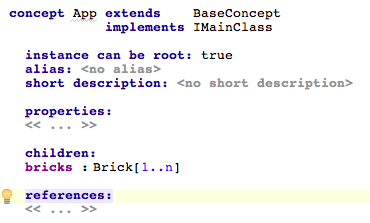 concept App extends BaseConcept
implements IMainClass
instance can be root: true
alias: <no alias>
short description: <no short description>
properties:
<< ... >>
children:
bricks : Brick[1..n]
references:
<< ... >>